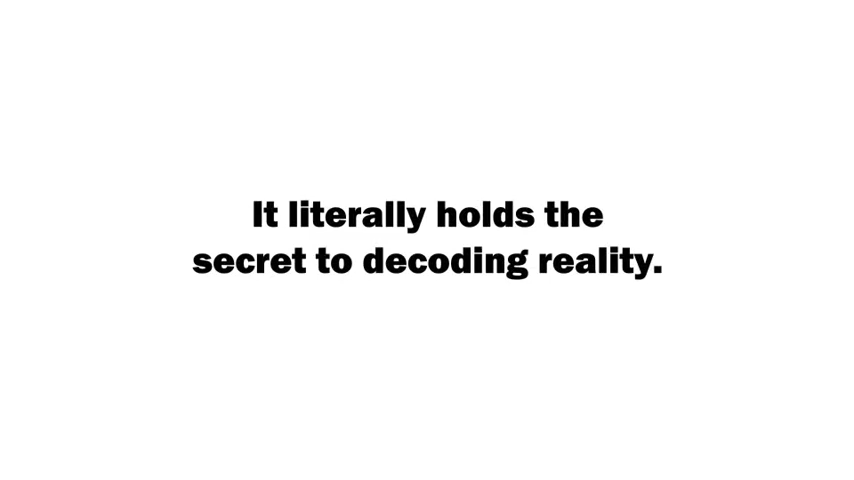 It literally holds the
secret to decoding reality.